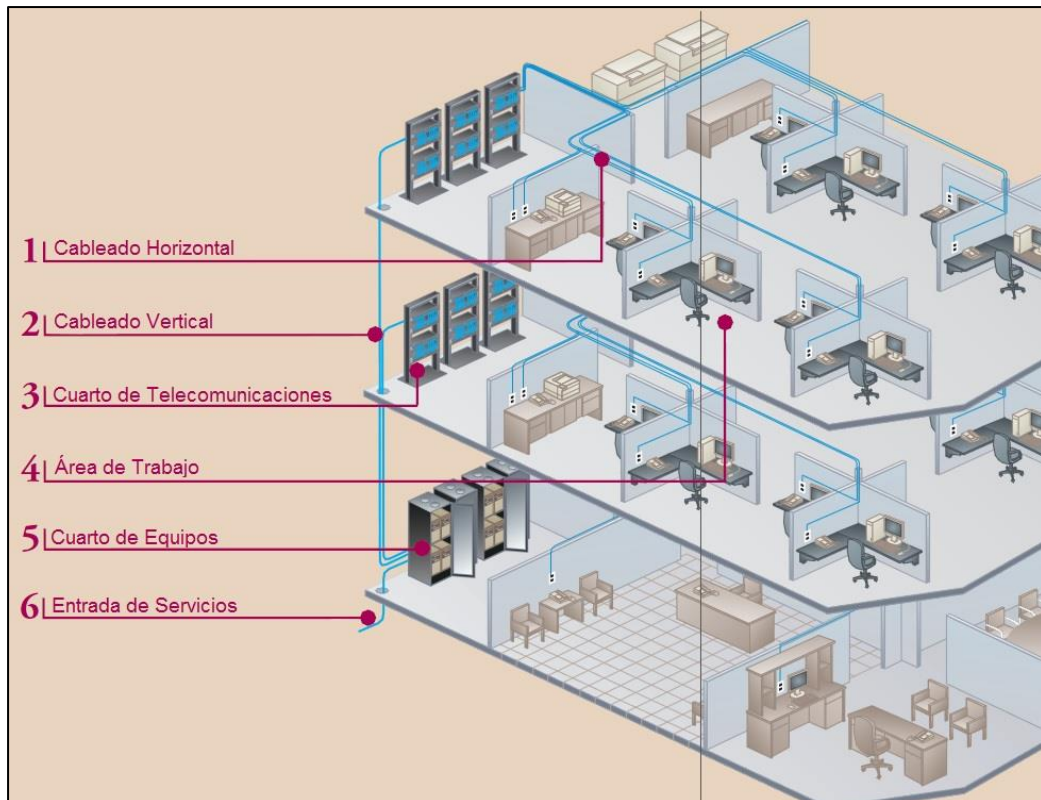 1 Cableado Horizontal
2 Cableado Vertical
3 Cuarto de Telecomunicaciones
4 Área de Trabajo
5 Cuarto de Equipos
6 Entrada de Servicios